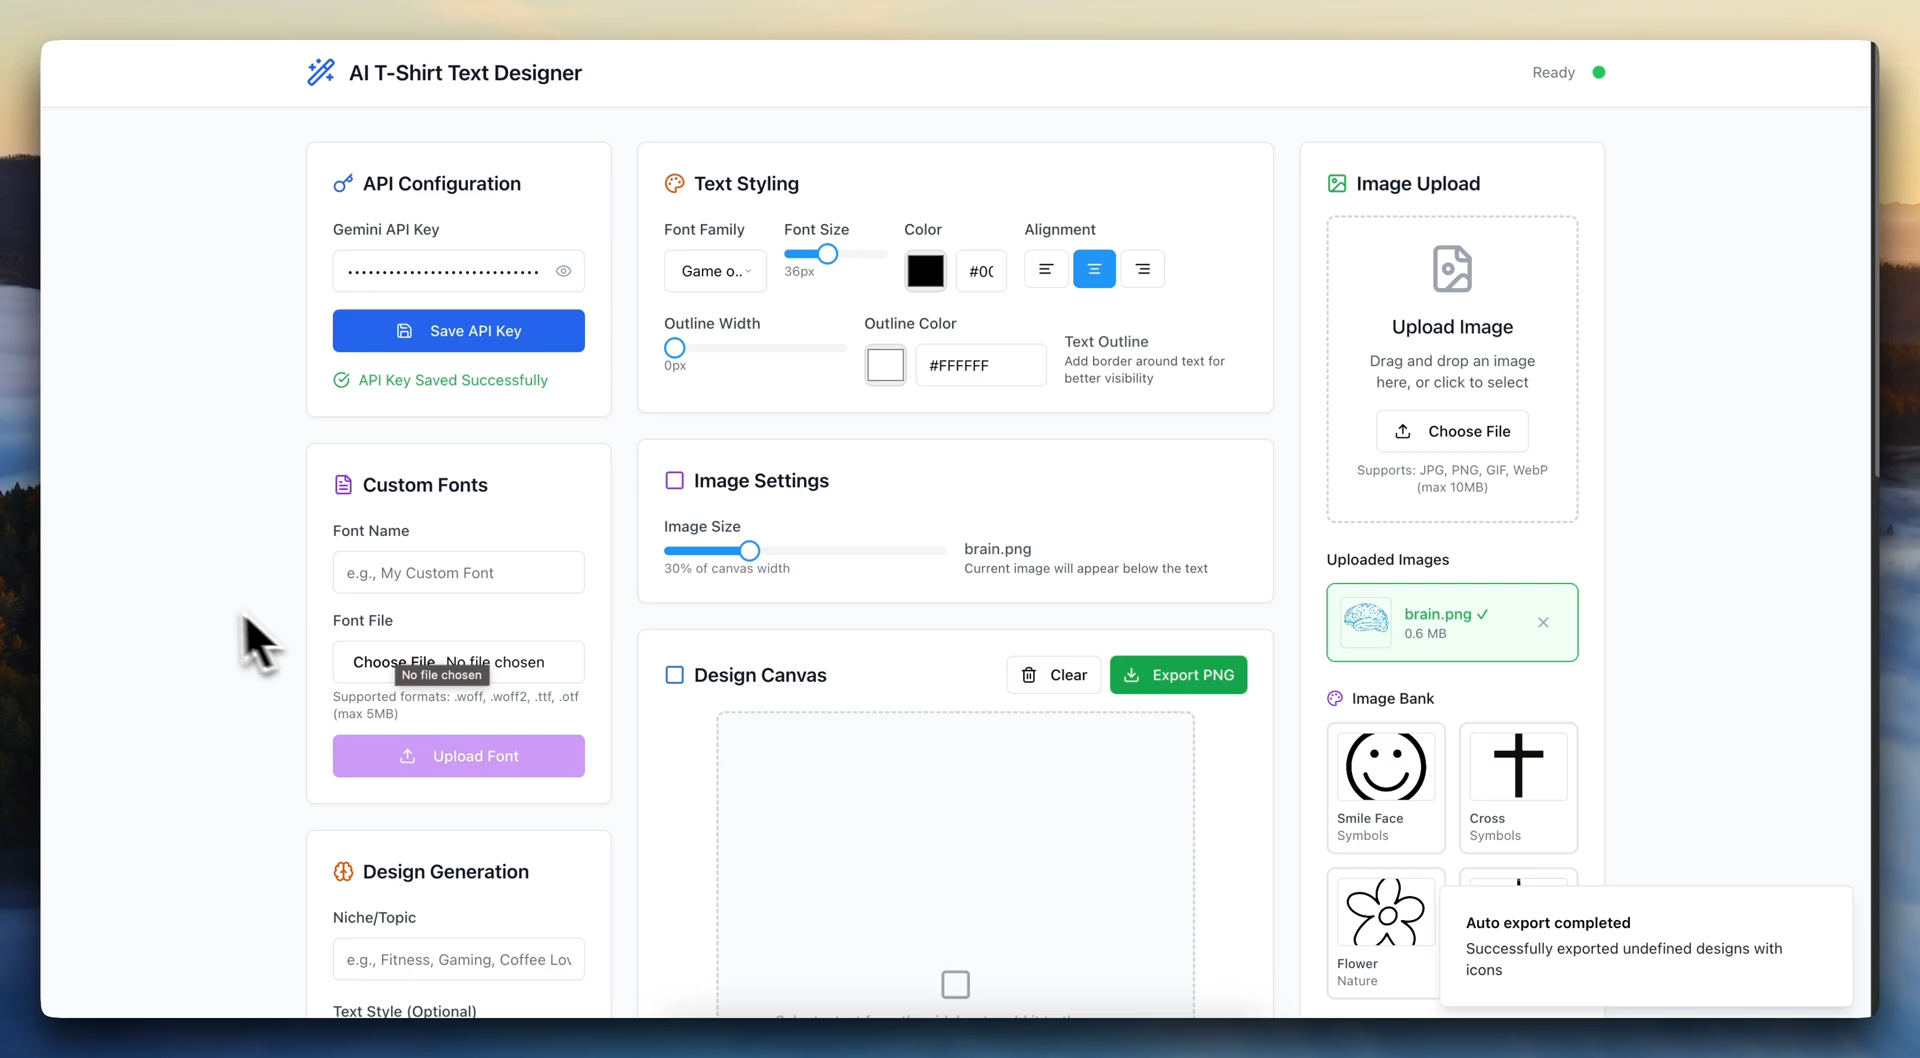 AI T-Shirt Text Designer
Ready
API Configuration
Gemini API Key
Save API Key
API Key Saved Successfully
Custom Fonts
Font Name
e.g., My Custom Font
Font File
Choose File No file chosen
No file chosen
Supported formats: .woff, .woff2, .ttf, .otf
(max 5MB)
Upload Font
Design Generation
Niche/Topic
e.g., Fitness, Gaming, Coffee Lov
Text Style (Optional)
Text Styling
Font Family
Font Size
Color
Alignment
Game o..
36px
#0(
Outline Width
0px
Outline Color
#FFFFFF
Text Outline
Add border around text for
better visibility
Image Settings
Image Size
30% of canvas width
brain.png
Current image will appear below the text
Design Canvas
Clear
Export PNG
Image Upload
Upload Image
Drag and drop an image
here, or click to select
Choose File
Supports: JPG, PNG, GIF, WebP
(max 10MB)
Uploaded Images
brain.png ✓
0.6 MB
Image Bank
Smile Face
Symbols
Cross
Symbols
Flower
Nature
Auto export completed
Successfully exported undefined designs with
icons